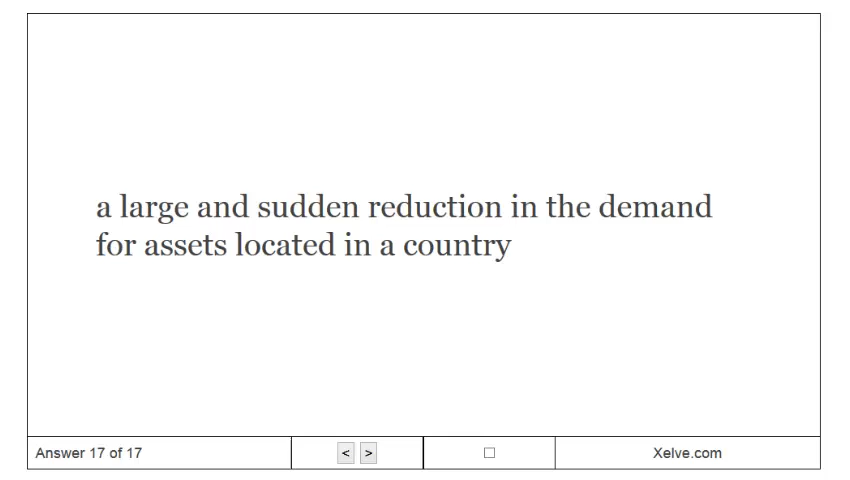 a large and sudden reduction in the demand
for assets located in a country
Answer 17 of 17
<
>
Xelve.com